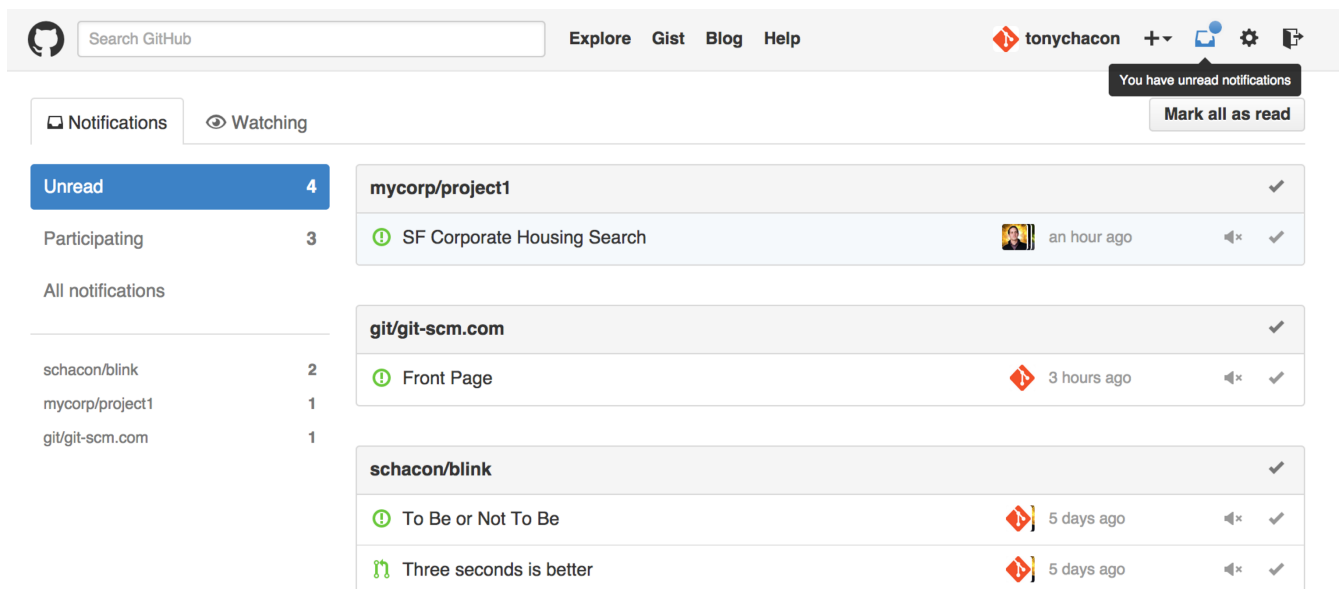 Search GitHub Explore Gist Blog Help tonychacon
You have unread notifications
Notifications Watching Mark all as read
Unread 4
Participating 3
All notifications
schacon/blink 2
mycorp/project1 1
git/git-scm.com 1
mycorp/project1
SF Corporate Housing Search an hour ago
git/git-scm.com
Front Page 3 hours ago
schacon/blink
To Be or Not To Be 5 days ago
Three seconds is better 5 days ago